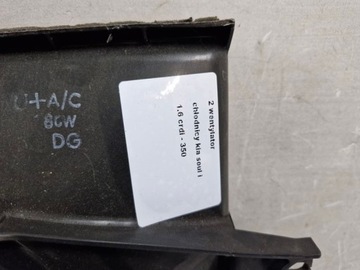 U+A/C
80W
DG
2 wentylator
chłodnicy kia soul i
1.6 crdi - 350